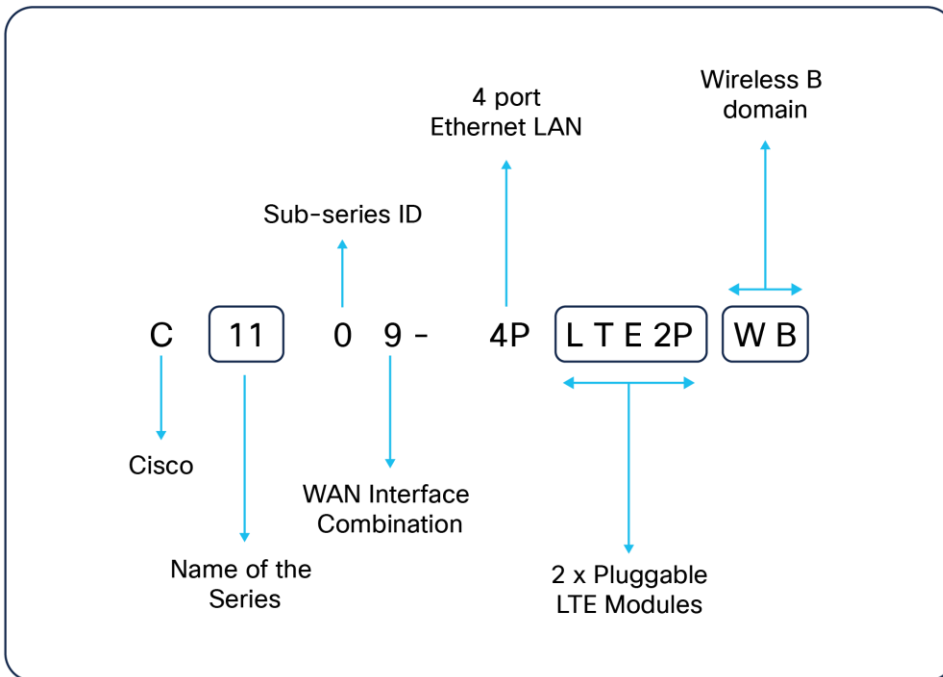 Wireless B
domain
4 port
Ethernet LAN
Sub-series ID
C 11 0 9 - 4P L T E 2P W B
Cisco
WAN Interface
Combination
Name of the
Series
2 x Pluggable
LTE Modules